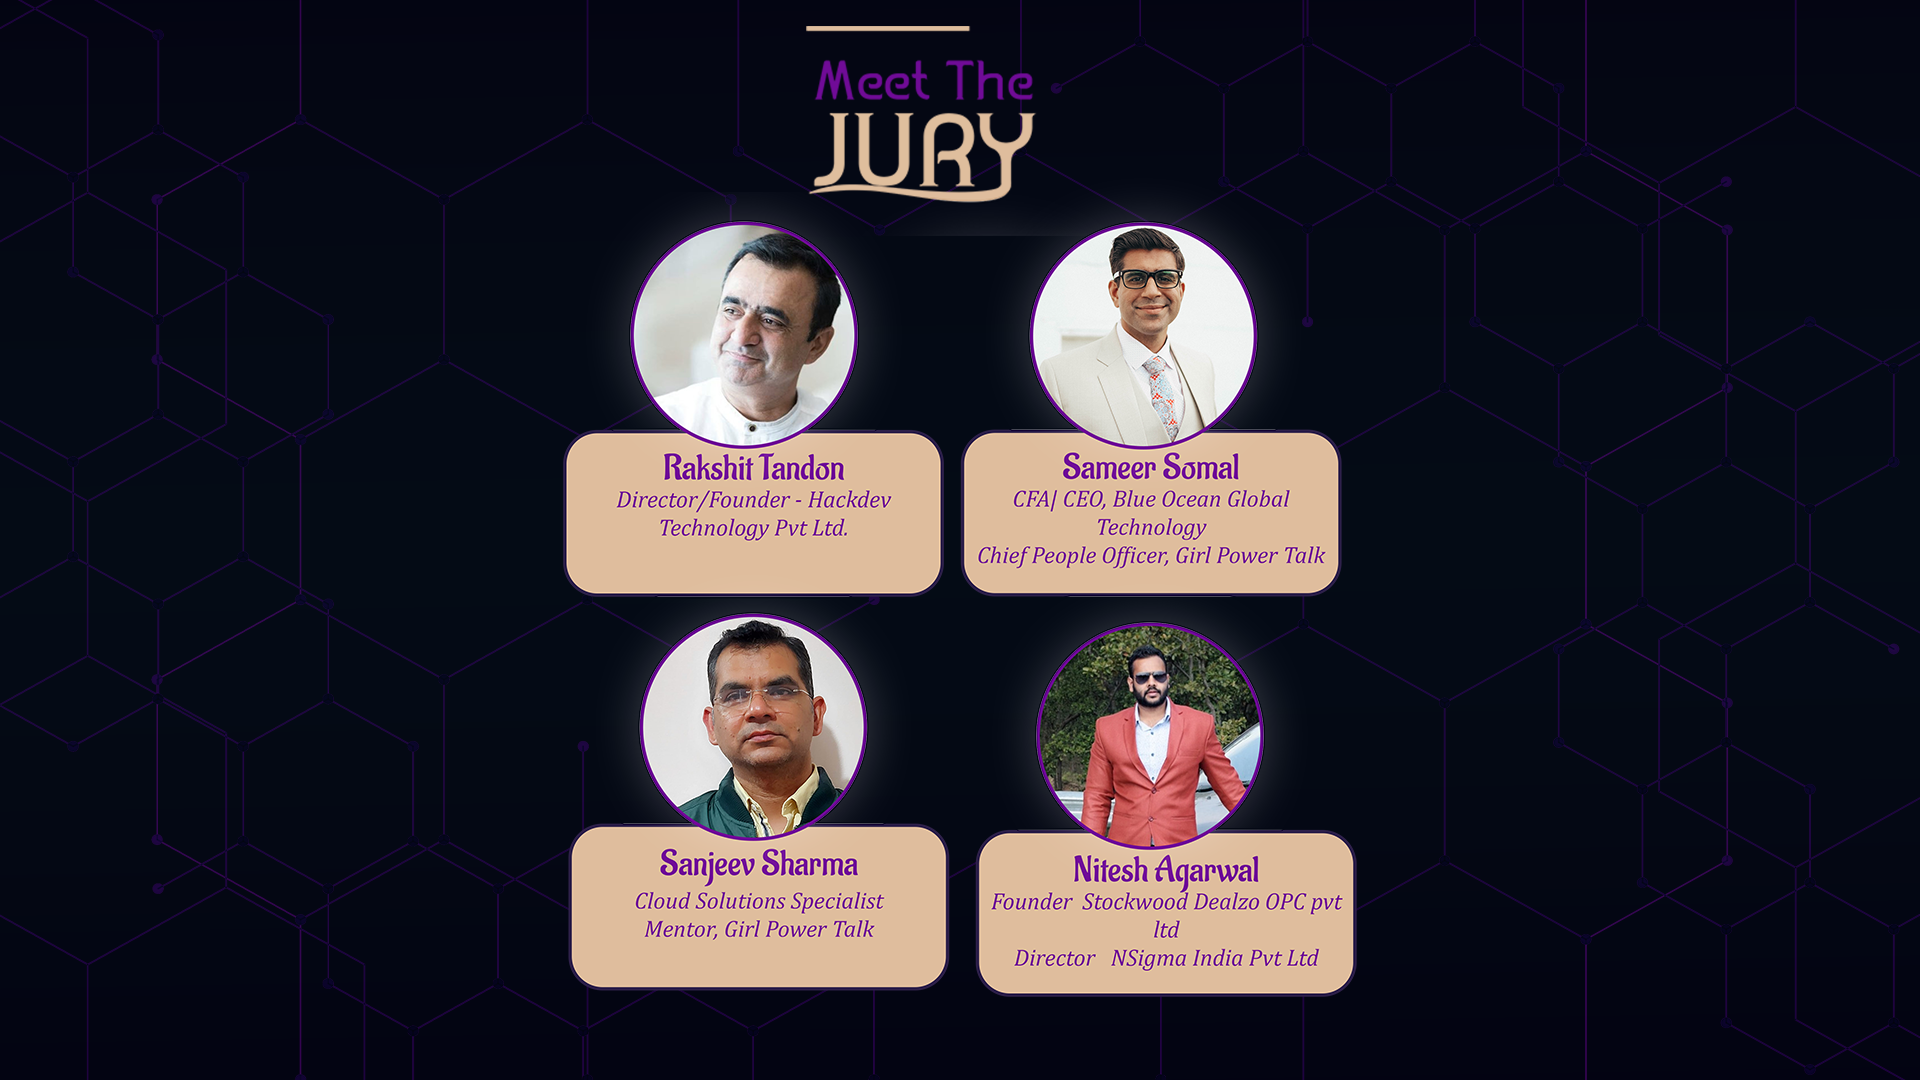 Meet The
JURY
Rakshit Tandon
Director/Founder - Hackdev
Technology Pvt Ltd.
Sameer Somal
CFA| CEO, Blue Ocean Global
Technology
Chief People Officer, Girl Power Talk
Sanjeev Sharma
Cloud Solutions Specialist
Mentor, Girl Power Talk
Nitesh Agarwal
Founder  Stockwood Dealzo OPC pvt
ltd
Director   NSigma India Pvt Ltd